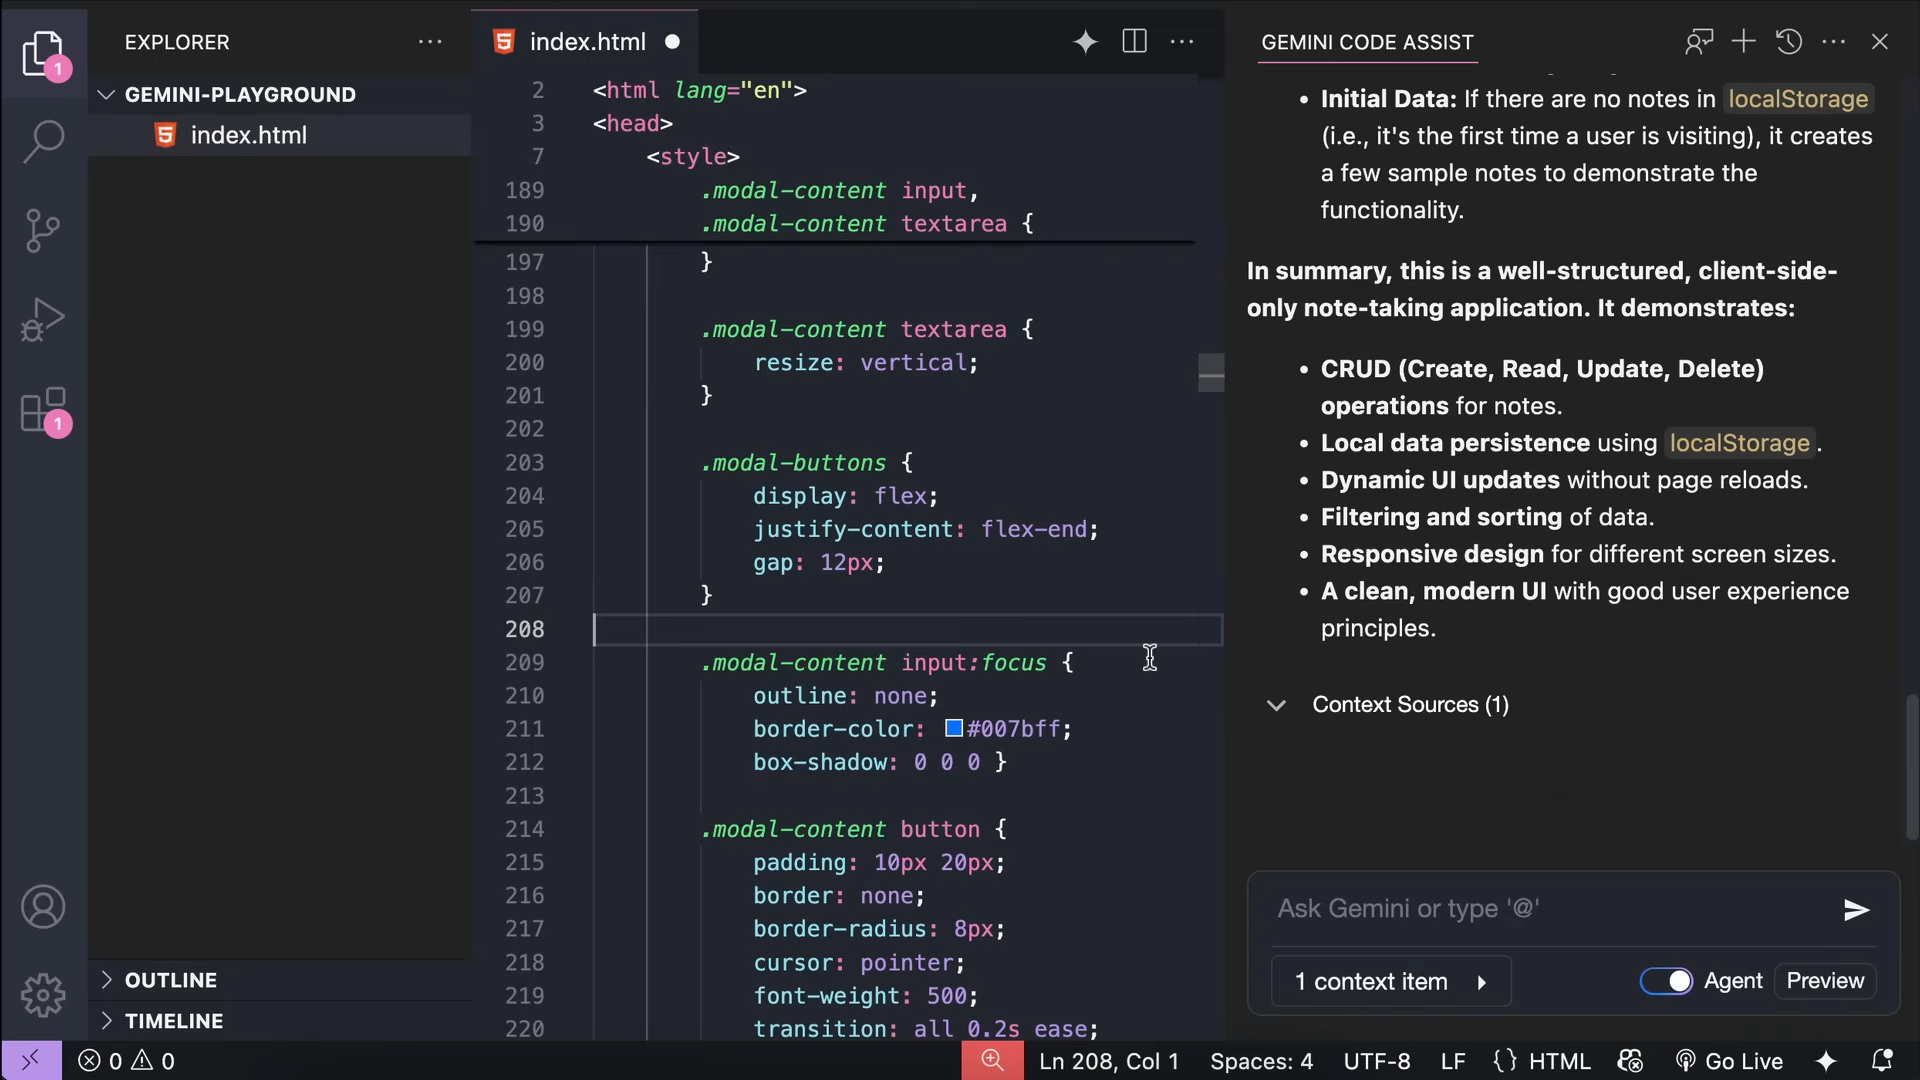 EXPLORER
GEMINI-PLAYGROUND
index.html
OUTLINE
TIMELINE
1
1
index.html
2 <html lang="en">
3 <head>
7 <style>
189 .modal-content input,
190 .modal-content textarea {
197 }
198
199 .modal-content textarea {
200 resize: vertical;
201 }
202
203 .modal-buttons {
204 display: flex;
205 justify-content: flex-end;
206 gap: 12px;
207 }
208
209 .modal-content input:focus {
210 outline: none;
211 border-color: #007bff;
212 box-shadow: 0 0 0 }
213
214 .modal-content button {
215 padding: 10px 20px;
216 border: none;
217 border-radius: 8px;
218 cursor: pointer;
219 font-weight: 500;
220 transition: all 0.2s ease;
GEMINI CODE ASSIST
• Initial Data: If there are no notes in localStorage
(i.e., it's the first time a user is visiting), it creates
a few sample notes to demonstrate the
functionality.
In summary, this is a well-structured, client-side-
only note-taking application. It demonstrates:
• CRUD (Create, Read, Update, Delete)
operations for notes.
• Local data persistence using localStorage.
• Dynamic UI updates without page reloads.
• Filtering and sorting of data.
• Responsive design for different screen sizes.
• A clean, modern UI with good user experience
principles.
Context Sources (1)
Ask Gemini or type '@'
1 context item
Agent Preview
0 0
Ln 208, Col 1 Spaces: 4 UTF-8 LF {} HTML Go Live